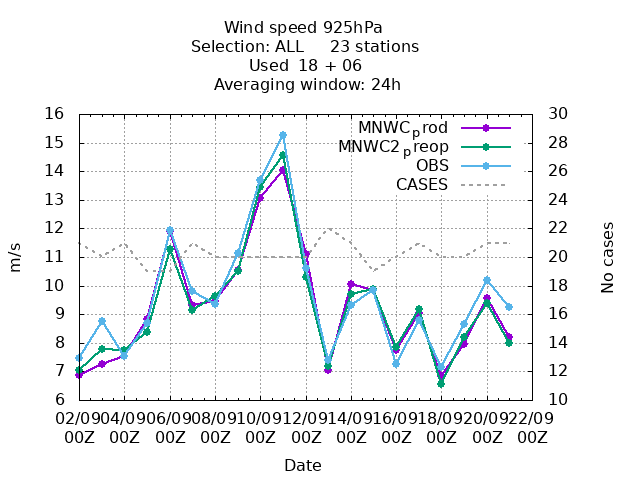 Wind speed 925hPa
Selection: ALL 23 stations
Used 18 + 06
Averaging window: 24h
16 15 14 13 12 11 10 9 8 7 6
m/s
30 28 26 24 22 20 18 16 14 12 10
No cases
MNWCprod
MNWC2preop
OBS
CASES
02/09 04/09 06/09 08/09 10/09 12/09 14/09 16/09 18/09 20/09 22/09
00Z 00Z 00Z 00Z 00Z 00Z 00Z 00Z 00Z 00Z 00Z
Date